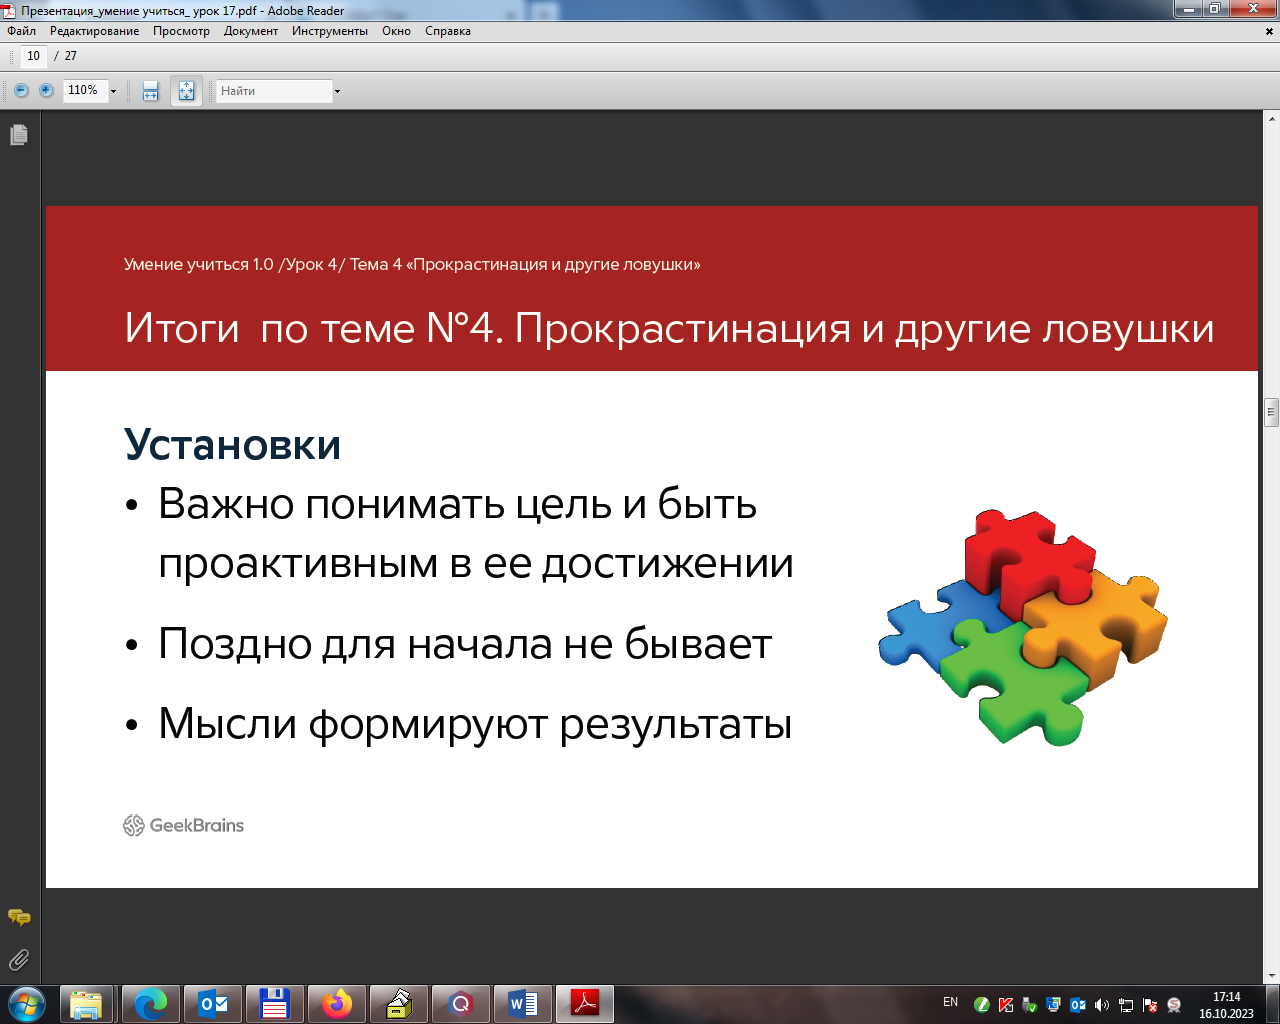 Презентация_умение учиться_ урок 17.pdf - Adobe Reader
Файл Редактирование Просмотр Документ Инструменты Окно Справка
10 / 27
110% Найти
Умение учиться 1.0 /Урок 4/ Тема 4 «Прокрастинация и другие ловушки»
Итоги по теме №4. Прокрастинация и другие ловушки
Установки
• Важно понимать цель и быть
проактивным в ее достижении
• Поздно для начала не бывает
• Мысли формируют результаты
GeekBrains
EN 17:14
16.10.2023